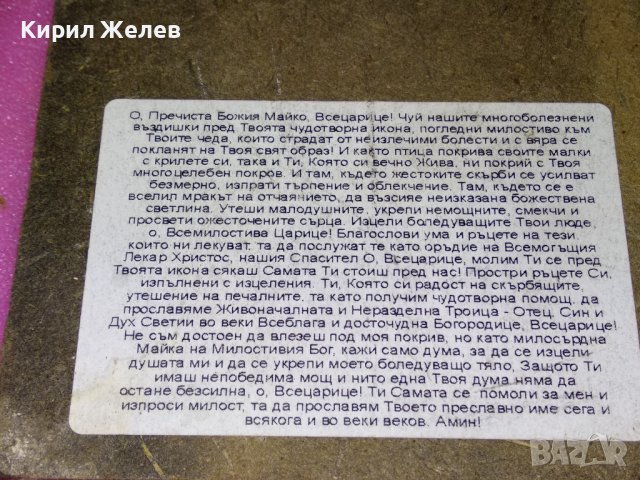 Кирил Желев
О, Пречиста Божия Майко, Всецарице! Чуй нашите многоболезнени
въздишки пред Твоята чудотворна икона, погледни милостиво към
Твоите чеда, които страдат от неизлечими болести и с вяра се
покланят на Твоя свят образ! И както птица покрива своите малки
с крилете си, така и Ти, Която си вечно Жива, ни покрий с Твоя
многоцелебен покров. И там, където жестоките скърби се усилват
безмерно, изпрати търпение и облекчение. Там, където се е
вселил мракът на отчаянието, да възсияе неизказана божествена
светлина. Утеши малодушните, укрепи немощните, смекчи и
просвети ожесточените сърца. Изцели боледуващите Твои люде,
о, Всемилостива Царице! Благослови ума и ръцете на тези,
които ни лекуват, та да послужат те като оръдие на Всемогъщия
Лекар Христос, нашия Спасител О, Всецарице, молим Ти се пред
Твоята икона сякаш Самата Ти стоиш пред нас! Простри ръцете Си,
изпълнени с изцеления. Ти, Която си радост на скърбящите,
утешение на печалните, та като получим чудотворна помощ, да
прославяме Живоначалната и Неразделна Троица - Отец, Син и
Дух Светии во веки Всеблага и досточудна Богородице, Всецарице!
Не съм достоен да влезеш под моя покрив, но като милосърдна
Майка на Милостивия Бог, кажи само дума, за да се изцели
душата ми и да се укрепи моето боледуващо тяло, Защото Ти
имаш непобедима мощ и нито една Твоя дума няма да
остане безсилна, о, Всецарице! Ти Самата се помоли за мен и
изпроси милост, та да прославям Твоето преславно име сега и
всякога и во веки веков. Амин!
BAZAR